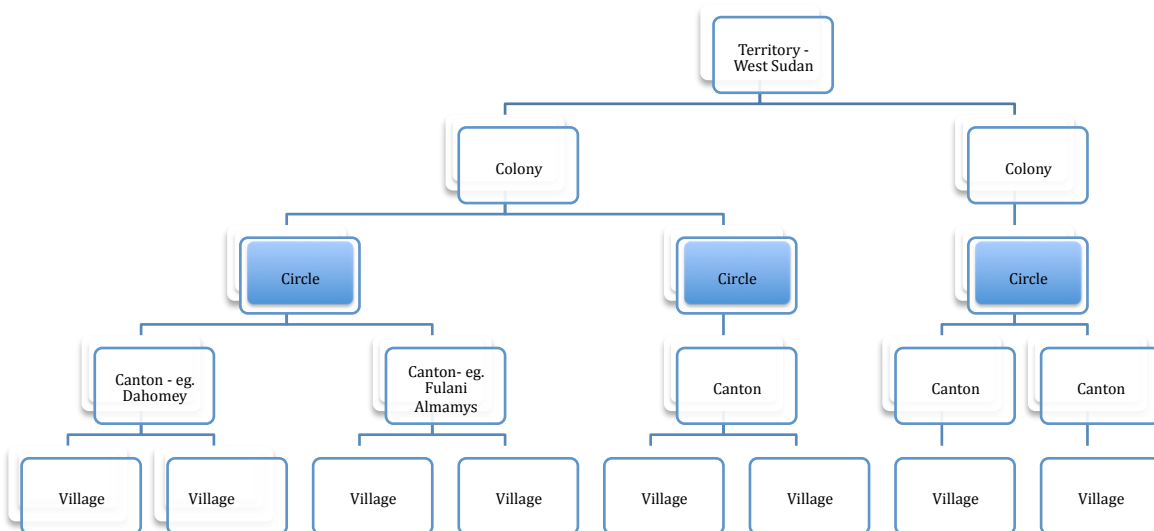 Territory -
West Sudan
Colony
Colony
Circle
Circle
Circle
Canton - eg.
Dahomey
Canton- eg.
Fulani
Almamys
Canton
Canton
Canton
Village
Village
Village
Village
Village
Village
Village
Village